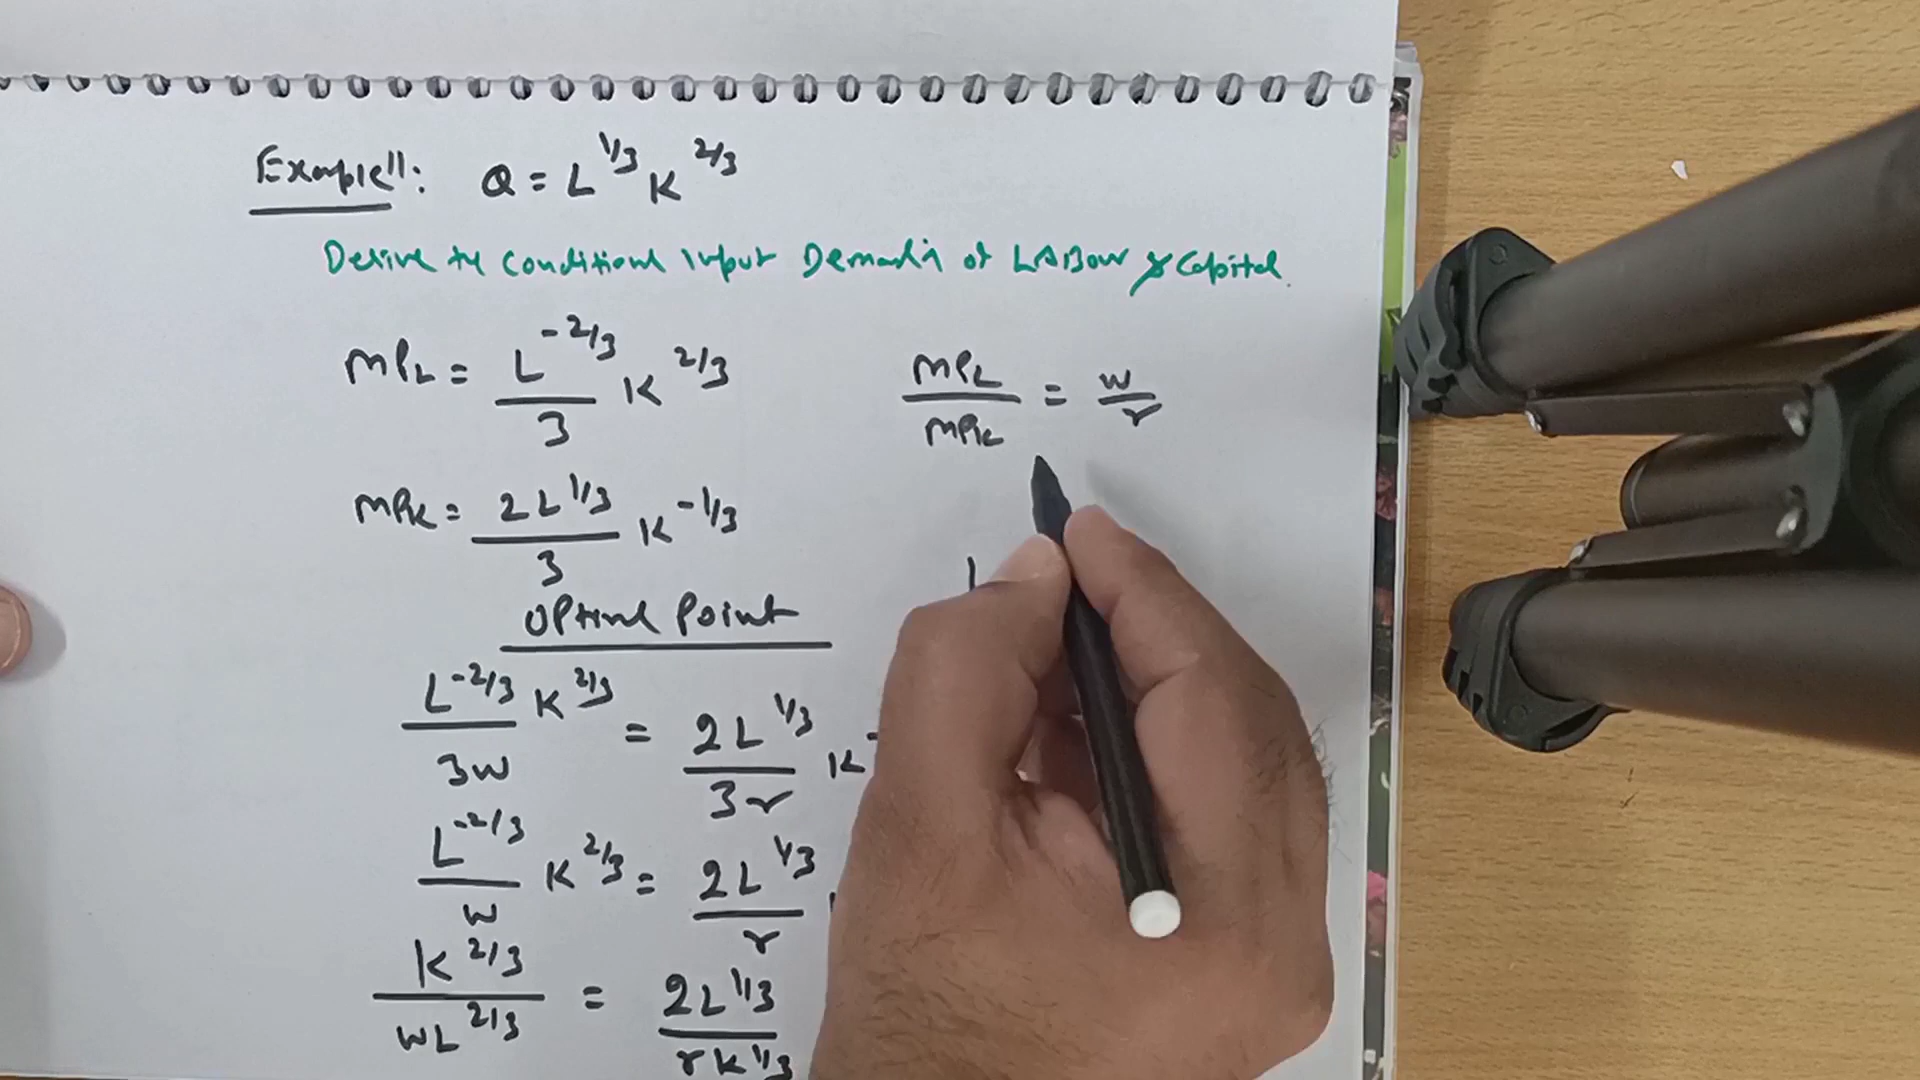 Example 11: Q = L^1/3 K^2/3
Derive the conditional input Demands of LABour & Capital.
MPL = L^-2/3 / 3 K^2/3
MPL / MPK = w / r
MPK = 2L^1/3 / 3 K^-1/3
Optimal Point
L^-2/3 / 3w K^2/3 = 2L^1/3 / 3r K
L^-2/3 / w K^2/3 = 2L^1/3 / r
K^2/3 / wL^2/3 = 2L^1/3 / rK^1/3